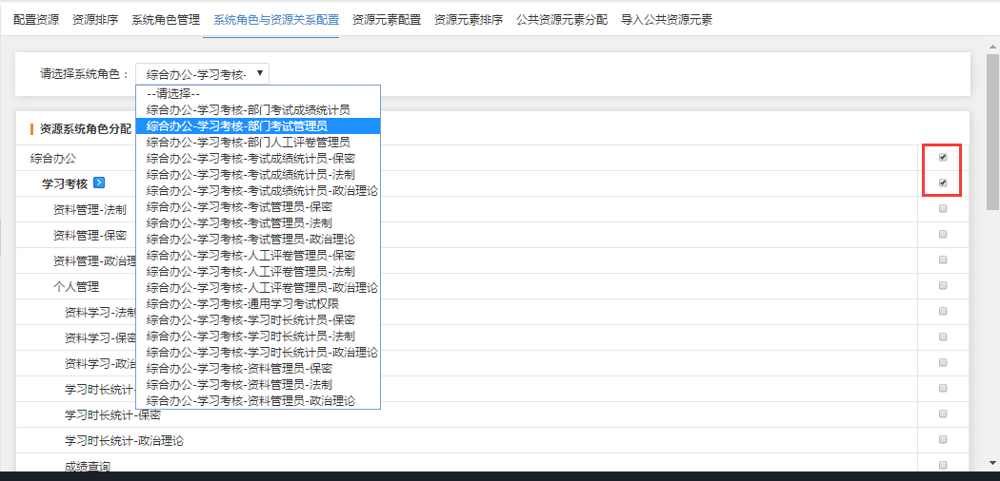 配置资源 资源排序 系统角色管理 系统角色与资源关系配置 资源元素配置 资源元素排序 公共资源元素分配 导入公共资源元素
请选择系统角色： 综合办公-学习考核-
--请选择--
综合办公-学习考核-部门考试成绩统计员
综合办公-学习考核-部门考试管理员
综合办公-学习考核-部门人工评卷管理员
综合办公-学习考核-考试成绩统计员-保密
综合办公-学习考核-考试成绩统计员-法制
综合办公-学习考核-考试成绩统计员-政治理论
综合办公-学习考核-考试管理员-保密
综合办公-学习考核-考试管理员-法制
综合办公-学习考核-考试管理员-政治理论
综合办公-学习考核-人工评卷管理员-保密
综合办公-学习考核-人工评卷管理员-法制
综合办公-学习考核-人工评卷管理员-政治理论
综合办公-学习考核-通用学习考试权限
综合办公-学习考核-学习时长统计员-保密
综合办公-学习考核-学习时长统计员-法制
综合办公-学习考核-学习时长统计员-政治理论
综合办公-学习考核-资料管理员-保密
综合办公-学习考核-资料管理员-法制
综合办公-学习考核-资料管理员-政治理论
资源系统角色分配
综合办公
学习考核
资料管理-法制
资料管理-保密
资料管理-政治理
个人管理
资料学习-法制
资料学习-保密
资料学习-政治
学习时长统计-
学习时长统计-保密
学习时长统计-政治理论
成绩查询